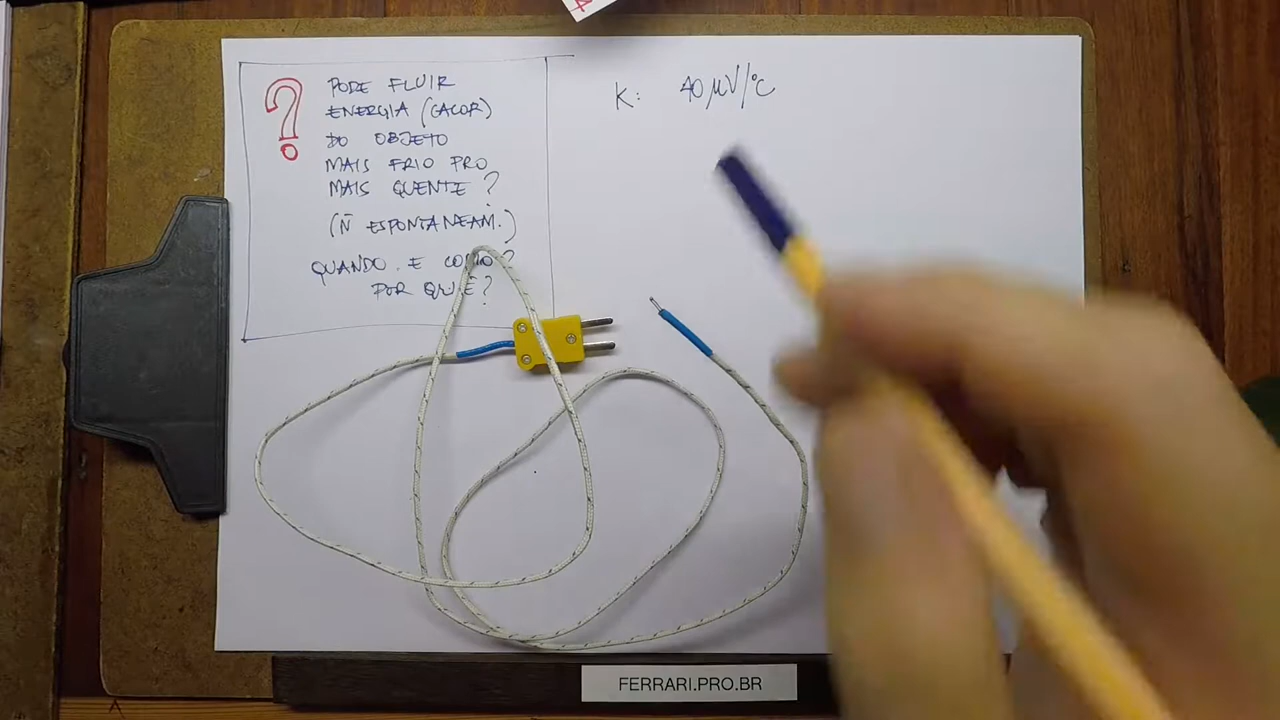 ?
PODE FLUIR
ENERGIA (CALOR)
DO OBJETO
MAIS FRIO PRO
MAIS QUENTE?
(Ñ ESPONTANEAM.)
QUANDO. E COMO?
POR QUÊ?
K: 40 µV/°C
4
FERRARI.PRO.BR